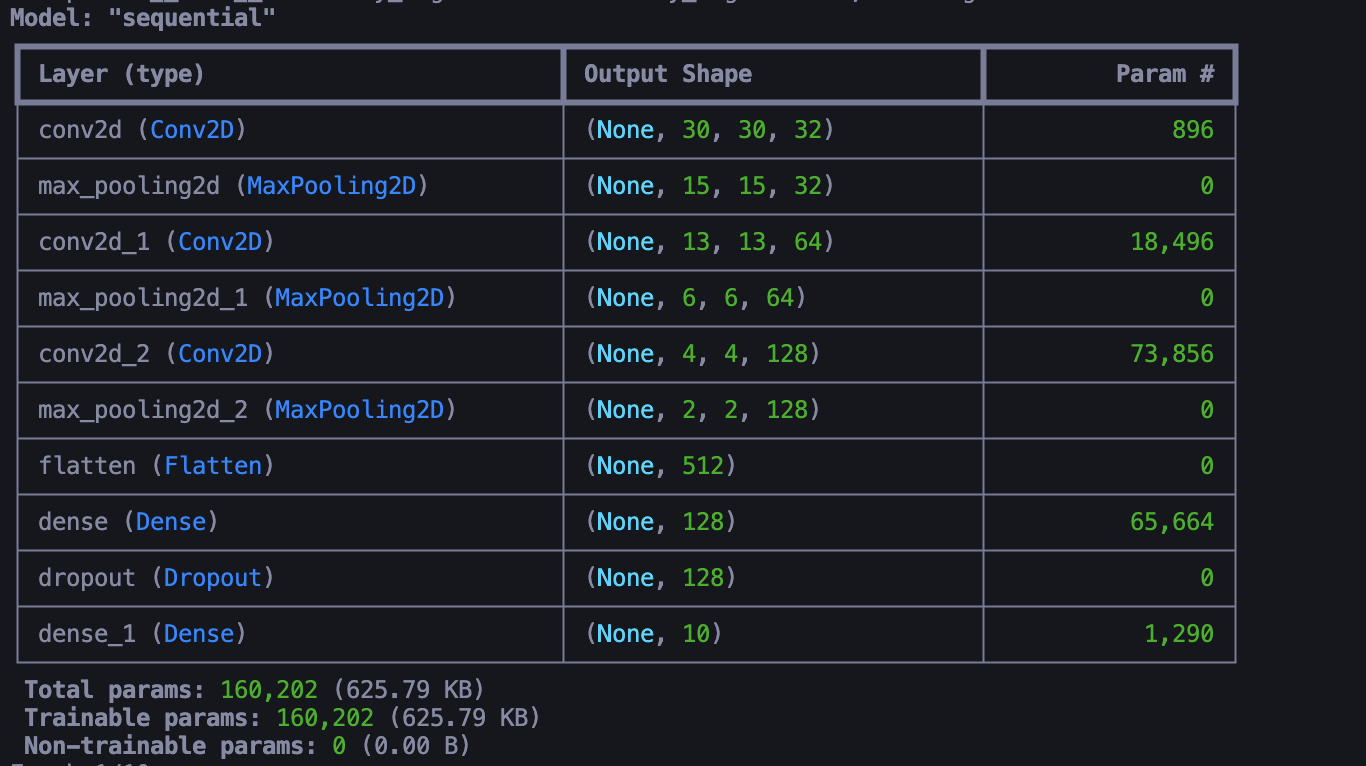 Model: "sequential"
Layer (type) Output Shape Param #
conv2d (Conv2D) (None, 30, 30, 32) 896
max_pooling2d (MaxPooling2D) (None, 15, 15, 32) 0
conv2d_1 (Conv2D) (None, 13, 13, 64) 18,496
max_pooling2d_1 (MaxPooling2D) (None, 6, 6, 64) 0
conv2d_2 (Conv2D) (None, 4, 4, 128) 73,856
max_pooling2d_2 (MaxPooling2D) (None, 2, 2, 128) 0
flatten (Flatten) (None, 512) 0
dense (Dense) (None, 128) 65,664
dropout (Dropout) (None, 128) 0
dense_1 (Dense) (None, 10) 1,290
Total params: 160,202 (625.79 KB)
Trainable params: 160,202 (625.79 KB)
Non-trainable params: 0 (0.00 B)